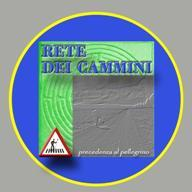 RETE
DEI CAMMINI
precedenza al pellegrino